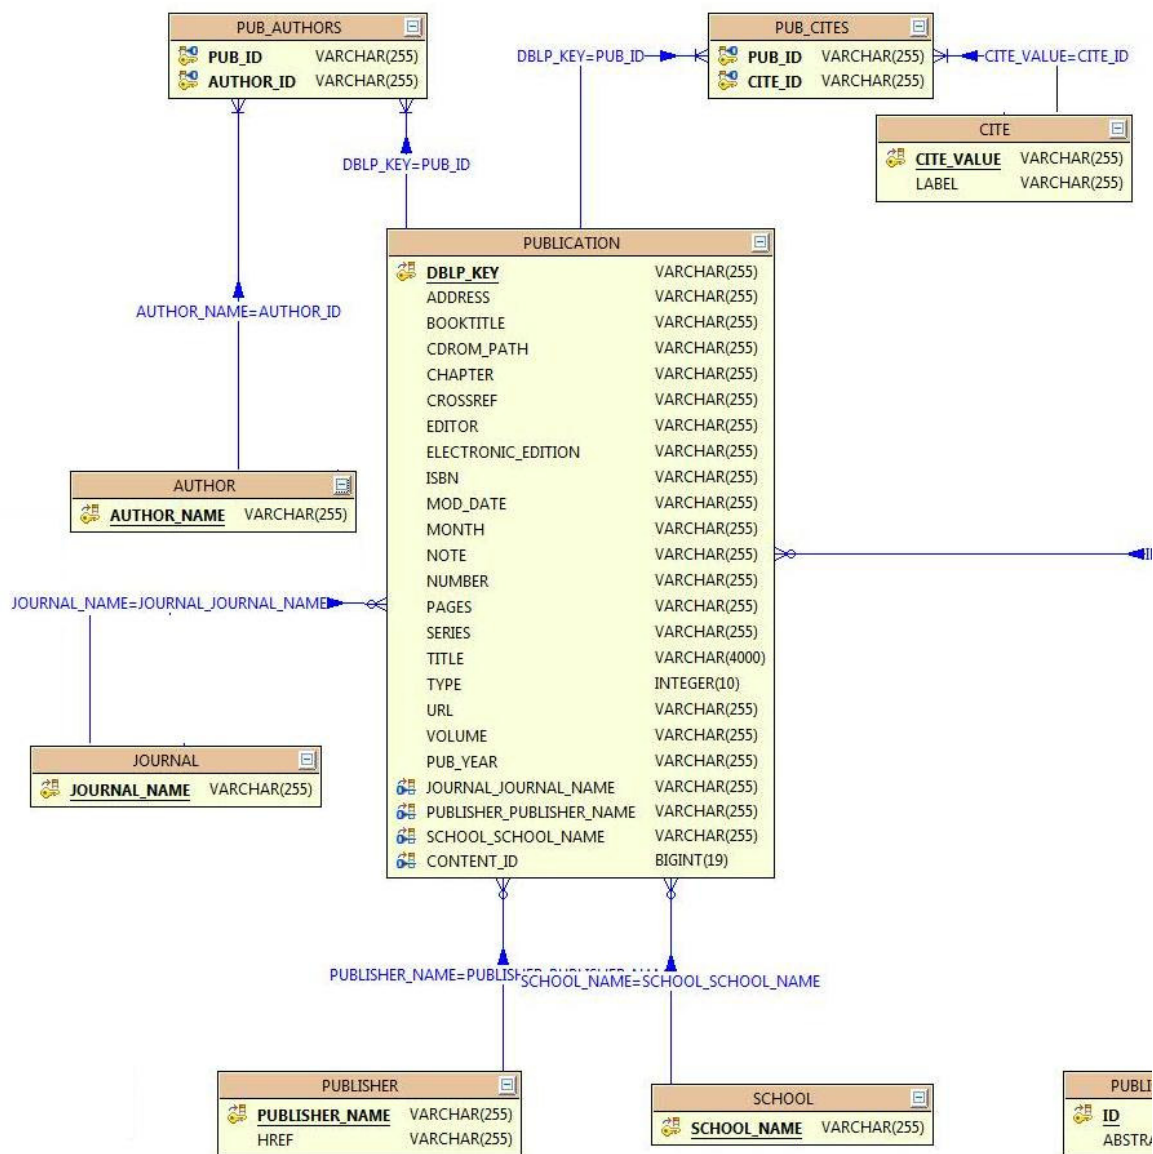 PUB_AUTHORS
PUB_ID VARCHAR(255)
AUTHOR_ID VARCHAR(255)
DBLP_KEY=PUB_ID
PUB_CITES
PUB_ID VARCHAR(255)
CITE_ID VARCHAR(255)
CITE_VALUE=CITE_ID
CITE
CITE_VALUE VARCHAR(255)
LABEL VARCHAR(255)
DBLP_KEY=PUB_ID
AUTHOR_NAME=AUTHOR_ID
PUBLICATION
DBLP_KEY VARCHAR(255)
ADDRESS VARCHAR(255)
BOOKTITLE VARCHAR(255)
CDROM_PATH VARCHAR(255)
CHAPTER VARCHAR(255)
CROSSREF VARCHAR(255)
EDITOR VARCHAR(255)
ELECTRONIC_EDITION VARCHAR(255)
ISBN VARCHAR(255)
MOD_DATE VARCHAR(255)
MONTH VARCHAR(255)
NOTE VARCHAR(255)
NUMBER VARCHAR(255)
PAGES VARCHAR(255)
SERIES VARCHAR(255)
TITLE VARCHAR(4000)
TYPE INTEGER(10)
URL VARCHAR(255)
VOLUME VARCHAR(255)
PUB_YEAR VARCHAR(255)
JOURNAL_JOURNAL_NAME VARCHAR(255)
PUBLISHER_PUBLISHER_NAME VARCHAR(255)
SCHOOL_SCHOOL_NAME VARCHAR(255)
CONTENT_ID BIGINT(19)
AUTHOR
AUTHOR_NAME VARCHAR(255)
JOURNAL_NAME=JOURNAL_JOURNAL_NAME
JOURNAL
JOURNAL_NAME VARCHAR(255)
SCHOOL_NAME=SCHOOL_SCHOOL_NAME
PUBLISHER
PUBLISHER_NAME VARCHAR(255)
HREF VARCHAR(255)
SCHOOL
SCHOOL_NAME VARCHAR(255)
PUBLI
ID
ABSTRA